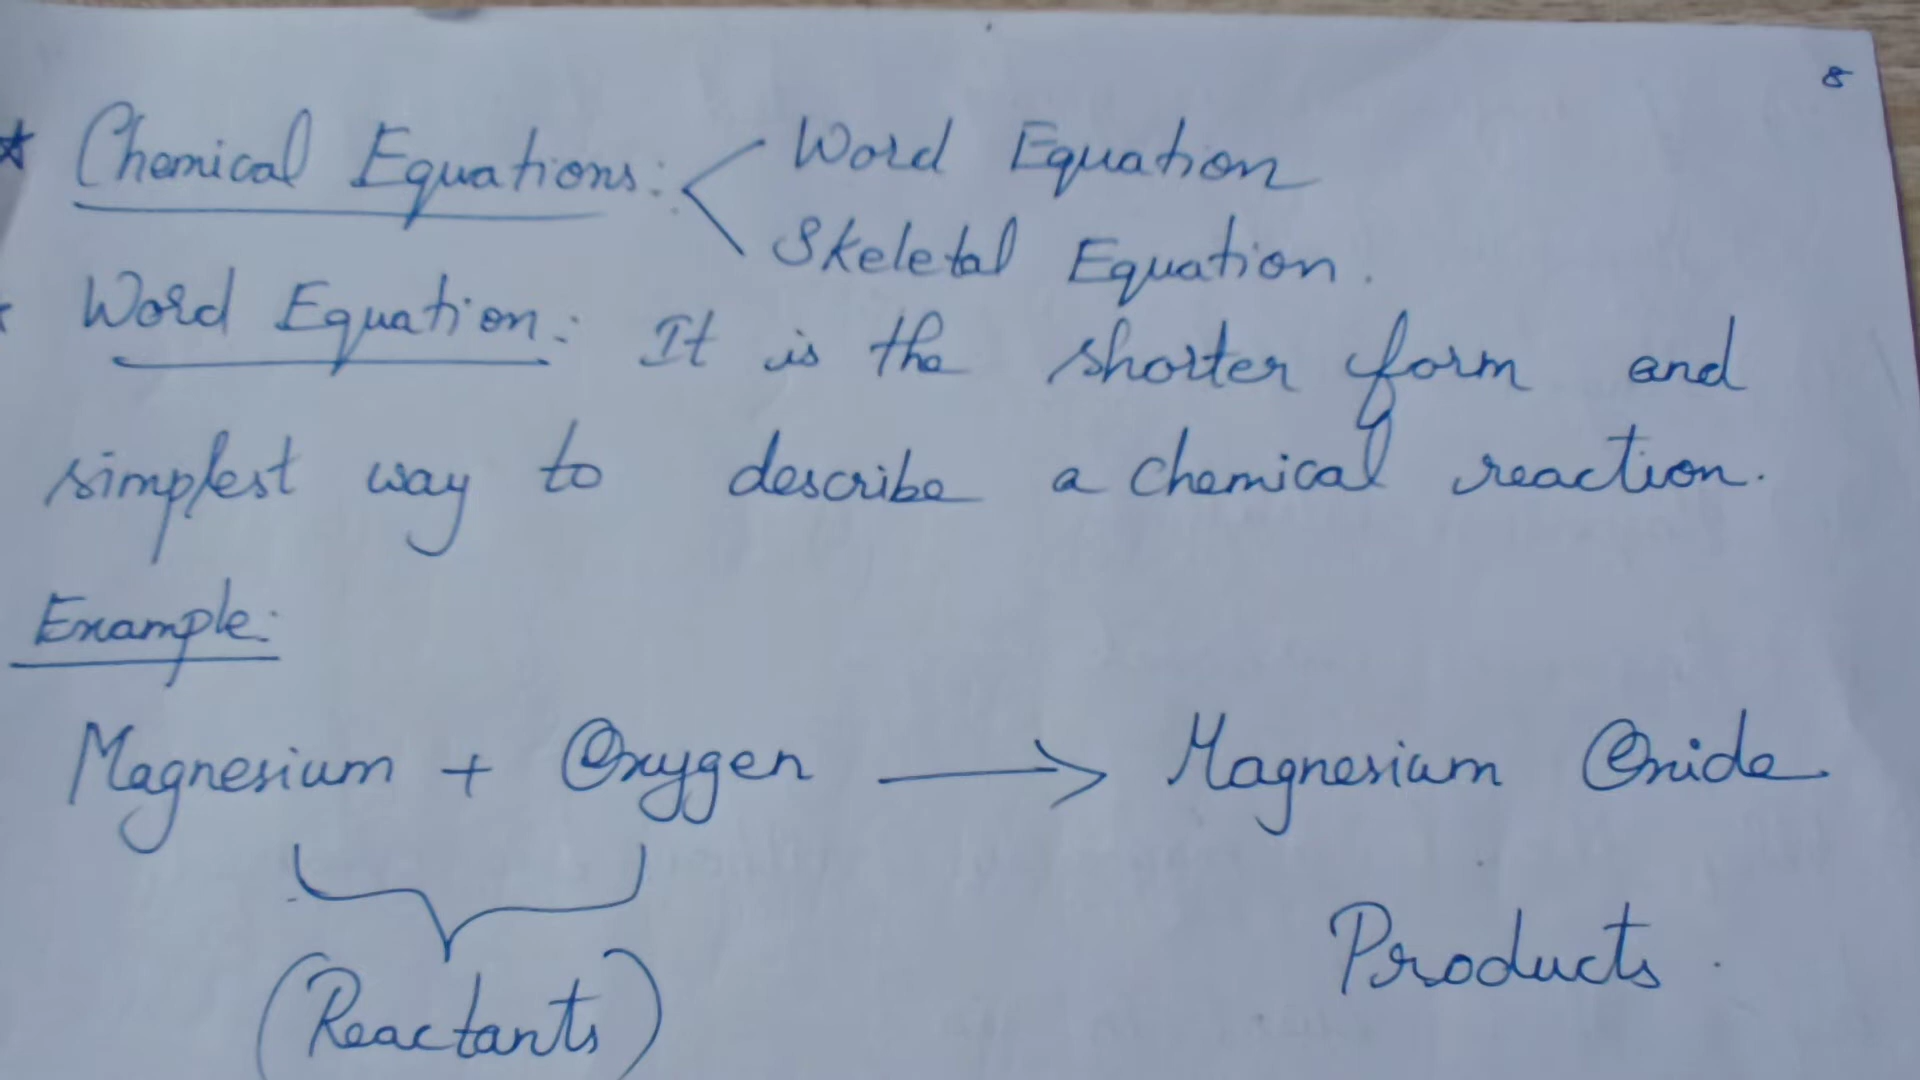 8
★ Chemical Equations: Word Equation
Skeletal Equation.
Word Equation: It is the shorter form and
simplest way to describe a chemical reaction.
Example:
Magnesium + Oxygen → Magnesium Oxide
(Reactants) Products.